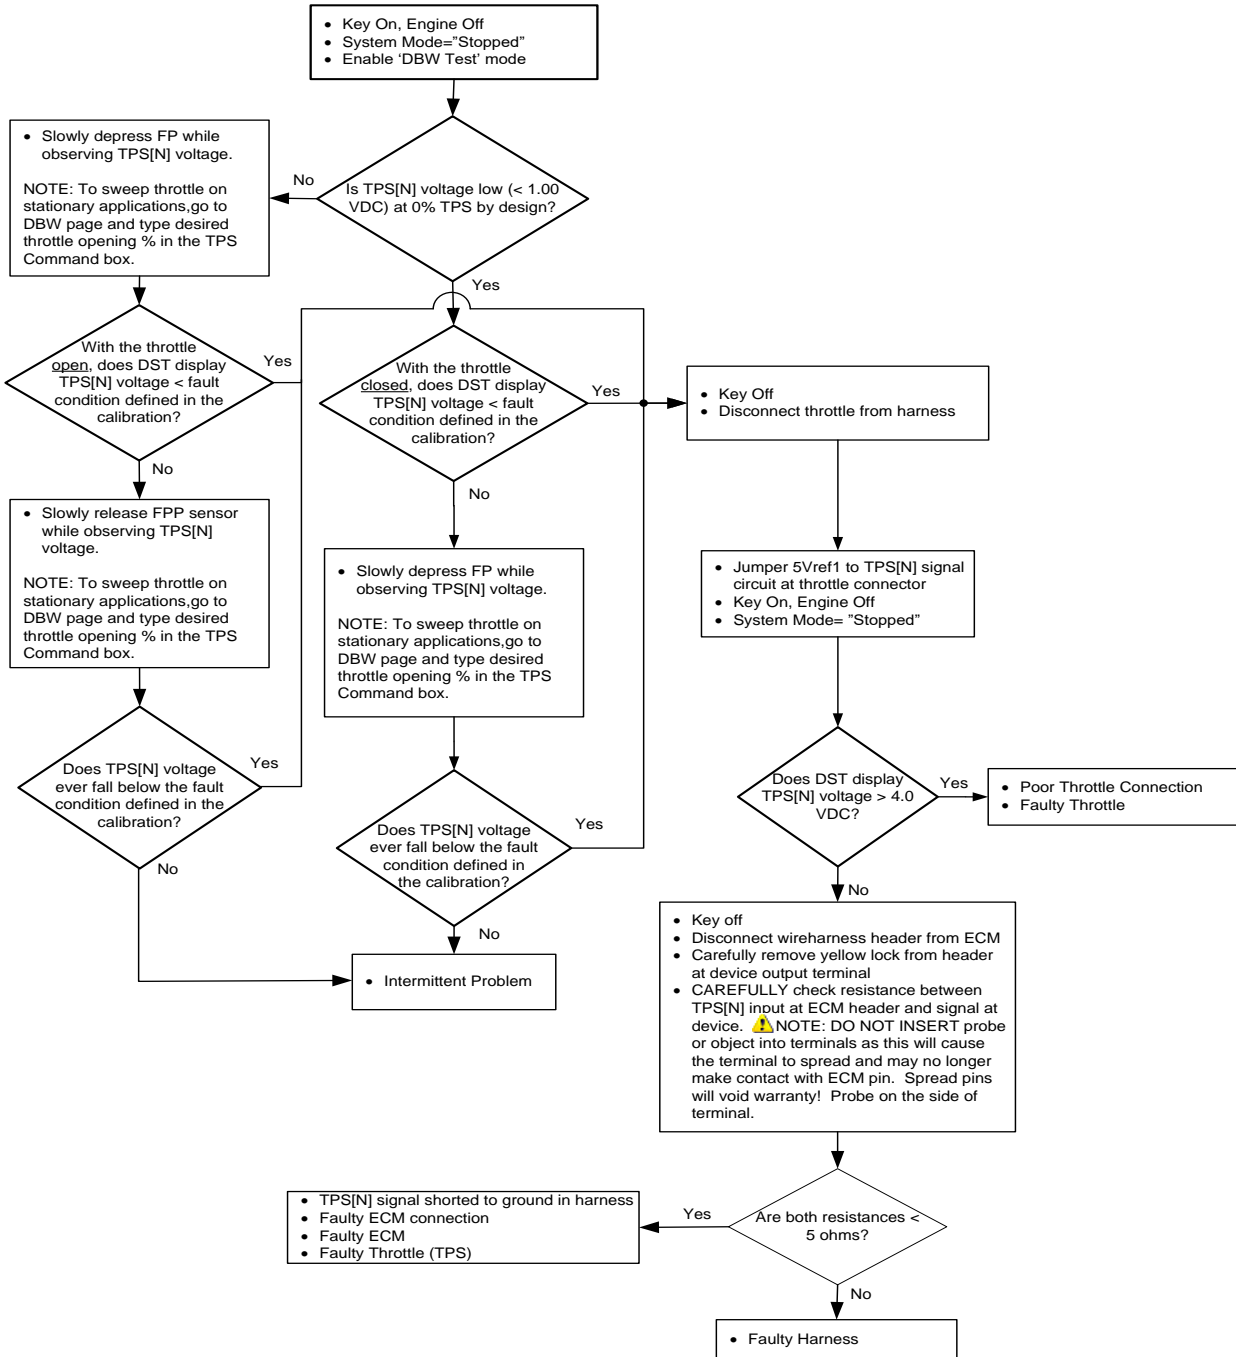 • Key On, Engine Off
• System Mode=”Stopped”
• Enable ‘DBW Test’ mode
• Slowly depress FP while
observing TPS[N] voltage.
NOTE: To sweep throttle on
stationary applications,go to
DBW page and type desired
throttle opening % in the TPS
Command box.
No
Is TPS[N] voltage low (< 1.00
VDC) at 0% TPS by design?
Yes
With the throttle
open, does DST display
TPS[N] voltage < fault
condition defined in the
calibration?
Yes
No
With the throttle
closed, does DST display
TPS[N] voltage < fault
condition defined in the
calibration?
Yes
No
• Key Off
• Disconnect throttle from harness
• Slowly release FPP sensor
while observing TPS[N]
voltage.
NOTE: To sweep throttle on
stationary applications,go to
DBW page and type desired
throttle opening % in the TPS
Command box.
• Slowly depress FP while
observing TPS[N] voltage.
NOTE: To sweep throttle on
stationary applications,go to
DBW page and type desired
throttle opening % in the TPS
Command box.
• Jumper 5Vref1 to TPS[N] signal
circuit at throttle connector
• Key On, Engine Off
• System Mode= ”Stopped”
Does TPS[N] voltage
ever fall below the fault
condition defined in the
calibration?
Yes
No
Does TPS[N] voltage
ever fall below the fault
condition defined in
the calibration?
Yes
No
Does DST display
TPS[N] voltage > 4.0
VDC?
Yes
No
• Poor Throttle Connection
• Faulty Throttle
• Intermittent Problem
• Key off
• Disconnect wireharness header from ECM
• Carefully remove yellow lock from header
at device output terminal
• CAREFULLY check resistance between
TPS[N] input at ECM header and signal at
device. NOTE: DO NOT INSERT probe
or object into terminals as this will cause
the terminal to spread and may no longer
make contact with ECM pin. Spread pins
will void warranty! Probe on the side of
terminal.
Are both resistances <
5 ohms?
Yes
No
• TPS[N] signal shorted to ground in harness
• Faulty ECM connection
• Faulty ECM
• Faulty Throttle (TPS)
• Faulty Harness